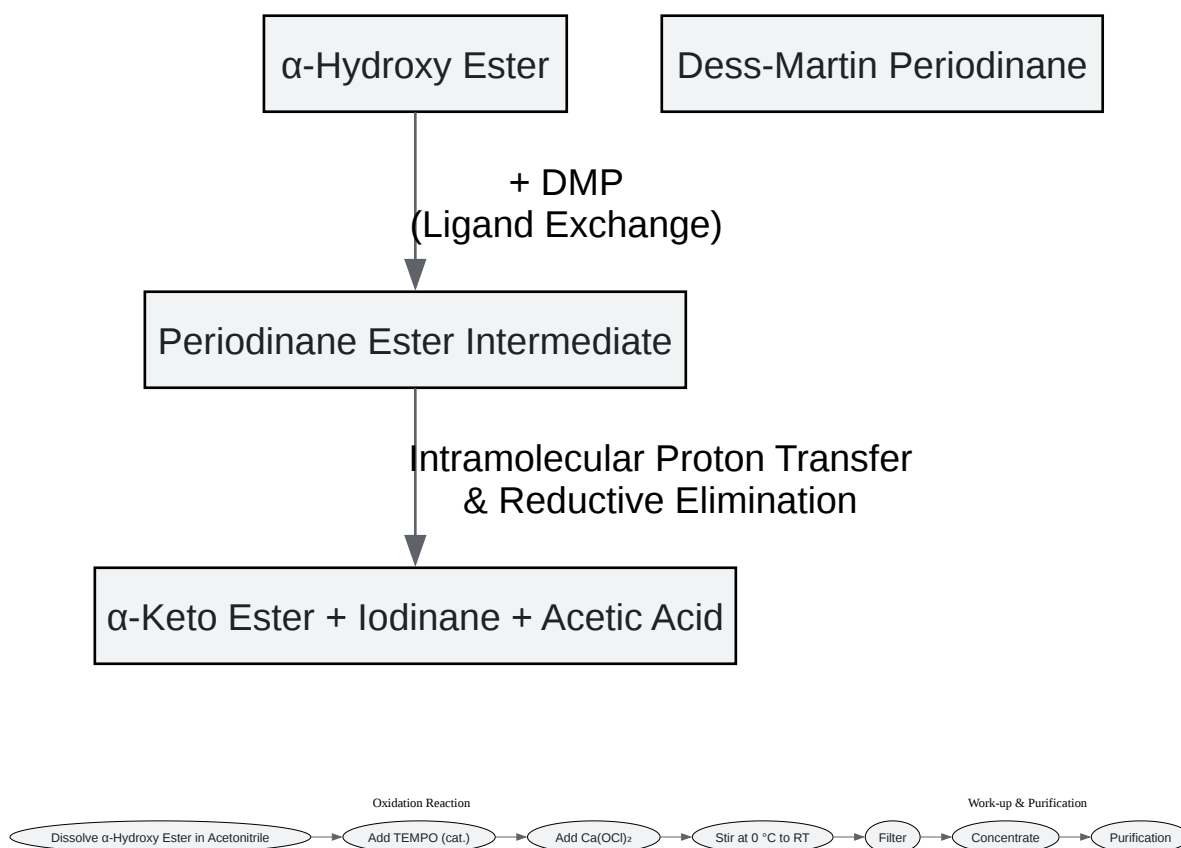 α-Hydroxy Ester
Dess-Martin Periodinane
+ DMP
(Ligand Exchange)
Periodinane Ester Intermediate
Intramolecular Proton Transfer
& Reductive Elimination
α-Keto Ester + Iodinane + Acetic Acid
Oxidation Reaction
Work-up & Purification
Dissolve α-Hydroxy Ester in Acetonitrile
Add TEMPO (cat.)
Add Ca(OCl)₂
Stir at 0 °C to RT
Filter
Concentrate
Purification